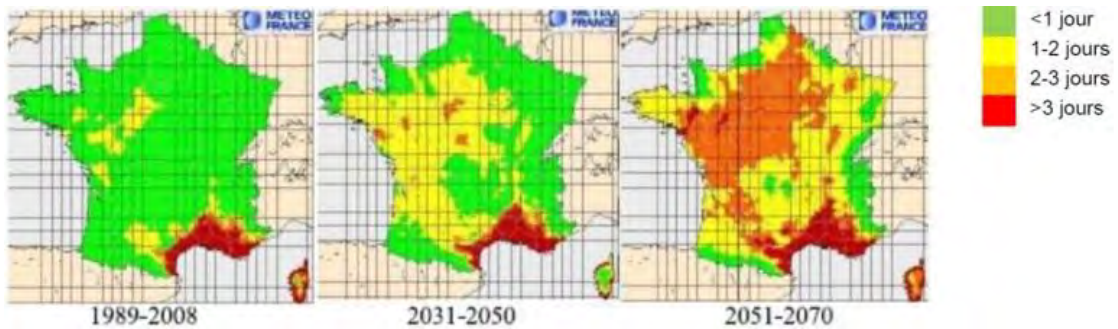 METEO
FRANCE
METEO
FRANCE
METEO
FRANCE
<1 jour
1-2 jours
2-3 jours
>3 jours
1989-2008
2031-2050
2051-2070